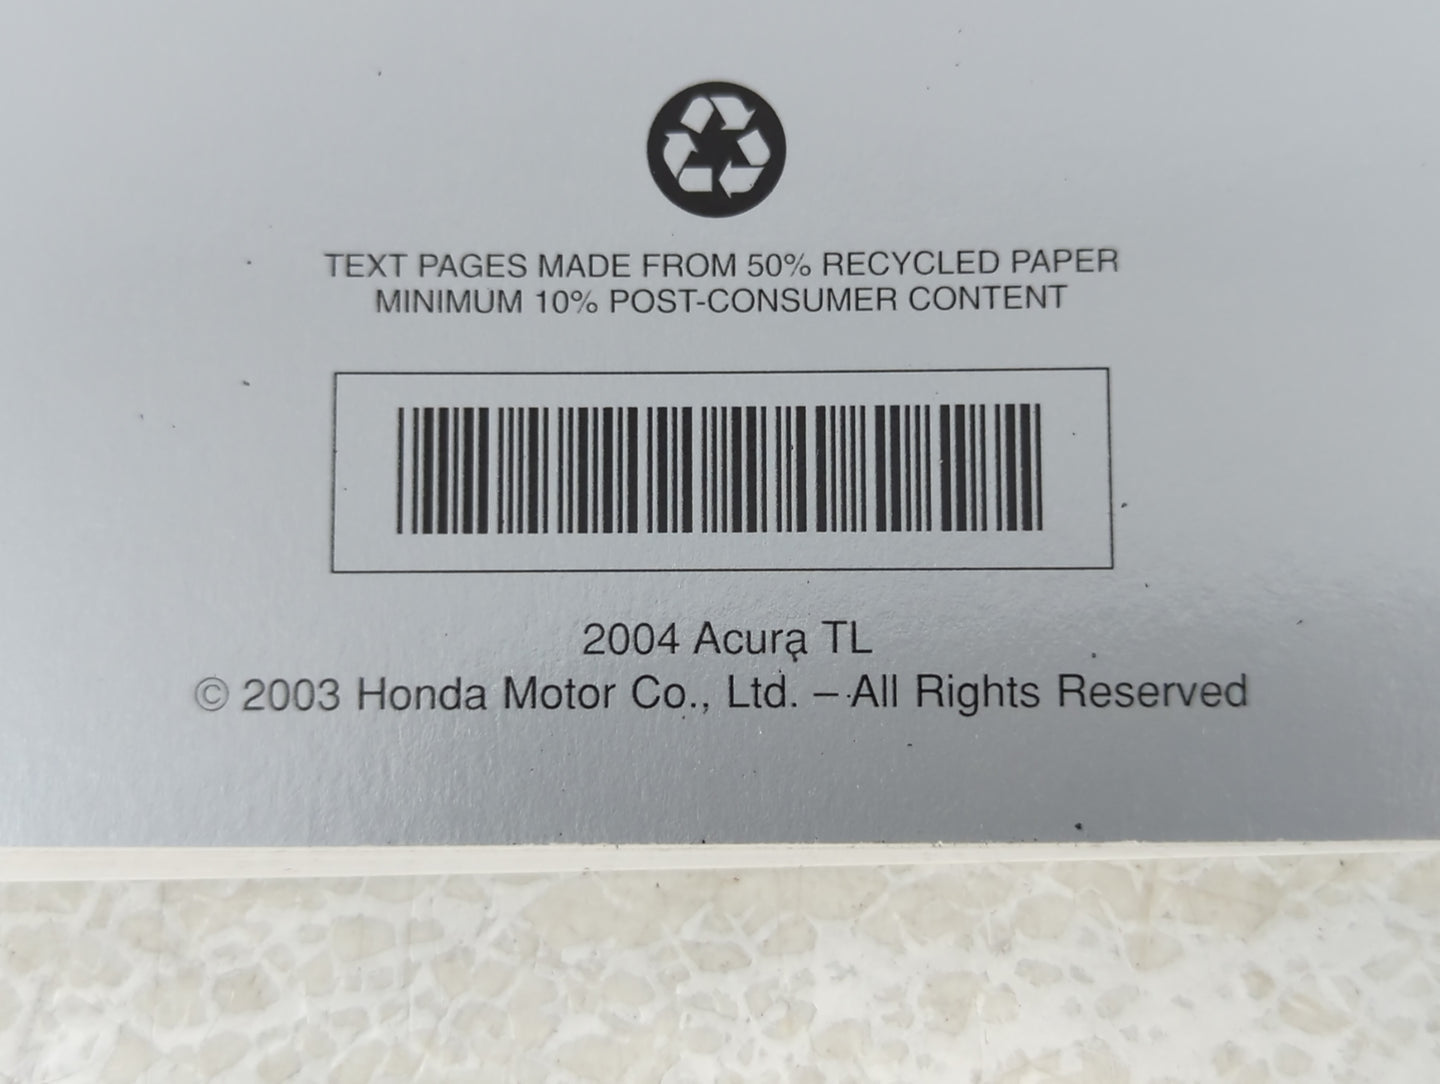 TEXT PAGES MADE FROM 50% RECYCLED PAPER
MINIMUM 10% POST-CONSUMER CONTENT
2004 Acura TL
© 2003 Honda Motor Co., Ltd. – All Rights Reserved